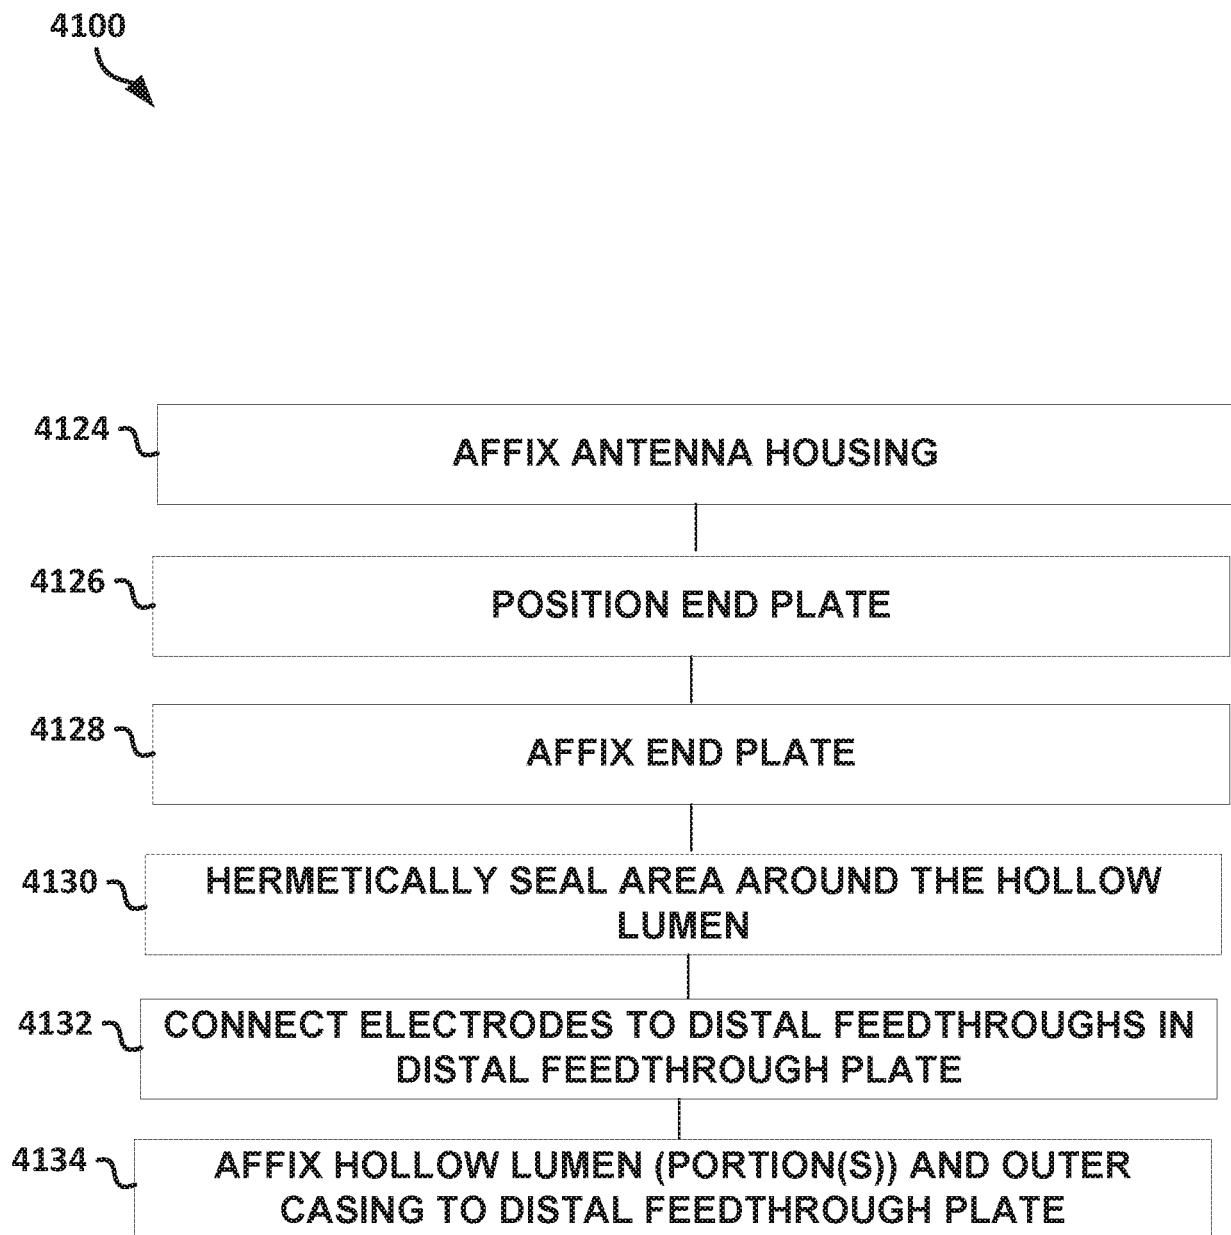 4100
4124
AFFIX ANTENNA HOUSING
4126
POSITION END PLATE
4128
AFFIX END PLATE
4130
HERMETICALLY SEAL AREA AROUND THE HOLLOW
LUMEN
4132
CONNECT ELECTRODES TO DISTAL FEEDTHROUGHS IN
DISTAL FEEDTHROUGH PLATE
4134
AFFIX HOLLOW LUMEN (PORTION(S)) AND OUTER
CASING TO DISTAL FEEDTHROUGH PLATE